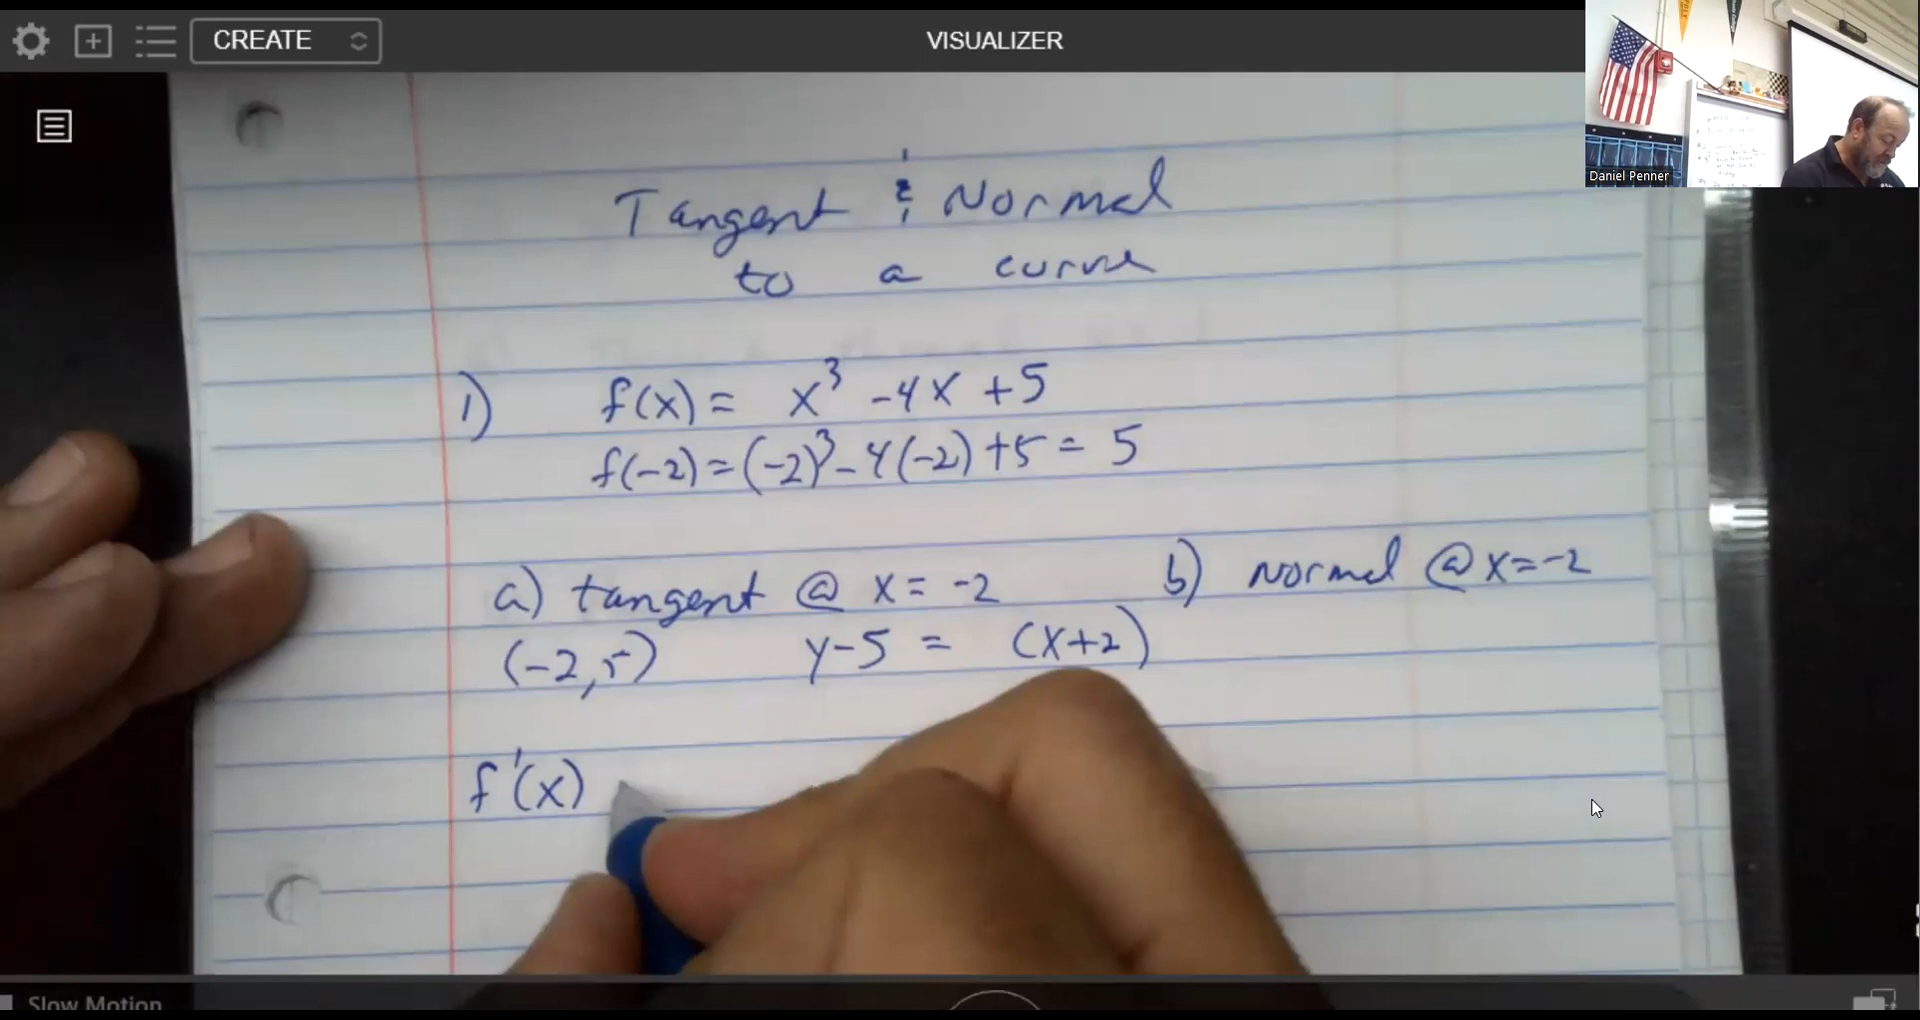 CREATE
VISUALIZER
Daniel Penner
Tangent & Normal
to a curve
1) f(x) = x³ -4x +5
f(-2) = (-2)³ - 4(-2) +5 = 5
a) tangent @ x = -2
b) normal @ x=-2
(-2,5) y-5 = (x+2)
f'(x)
Slow Motion